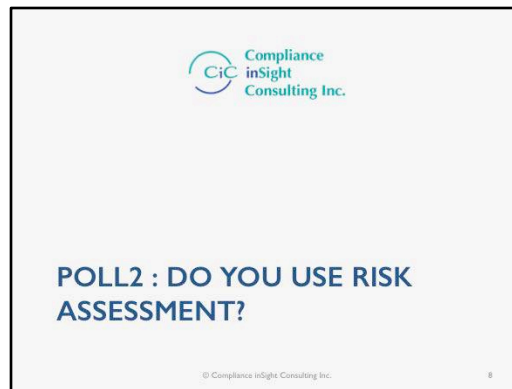 CiC
Compliance
inSight
Consulting Inc.
POLL2 : DO YOU USE RISK
ASSESSMENT?
© Compliance inSight Consulting Inc.
8